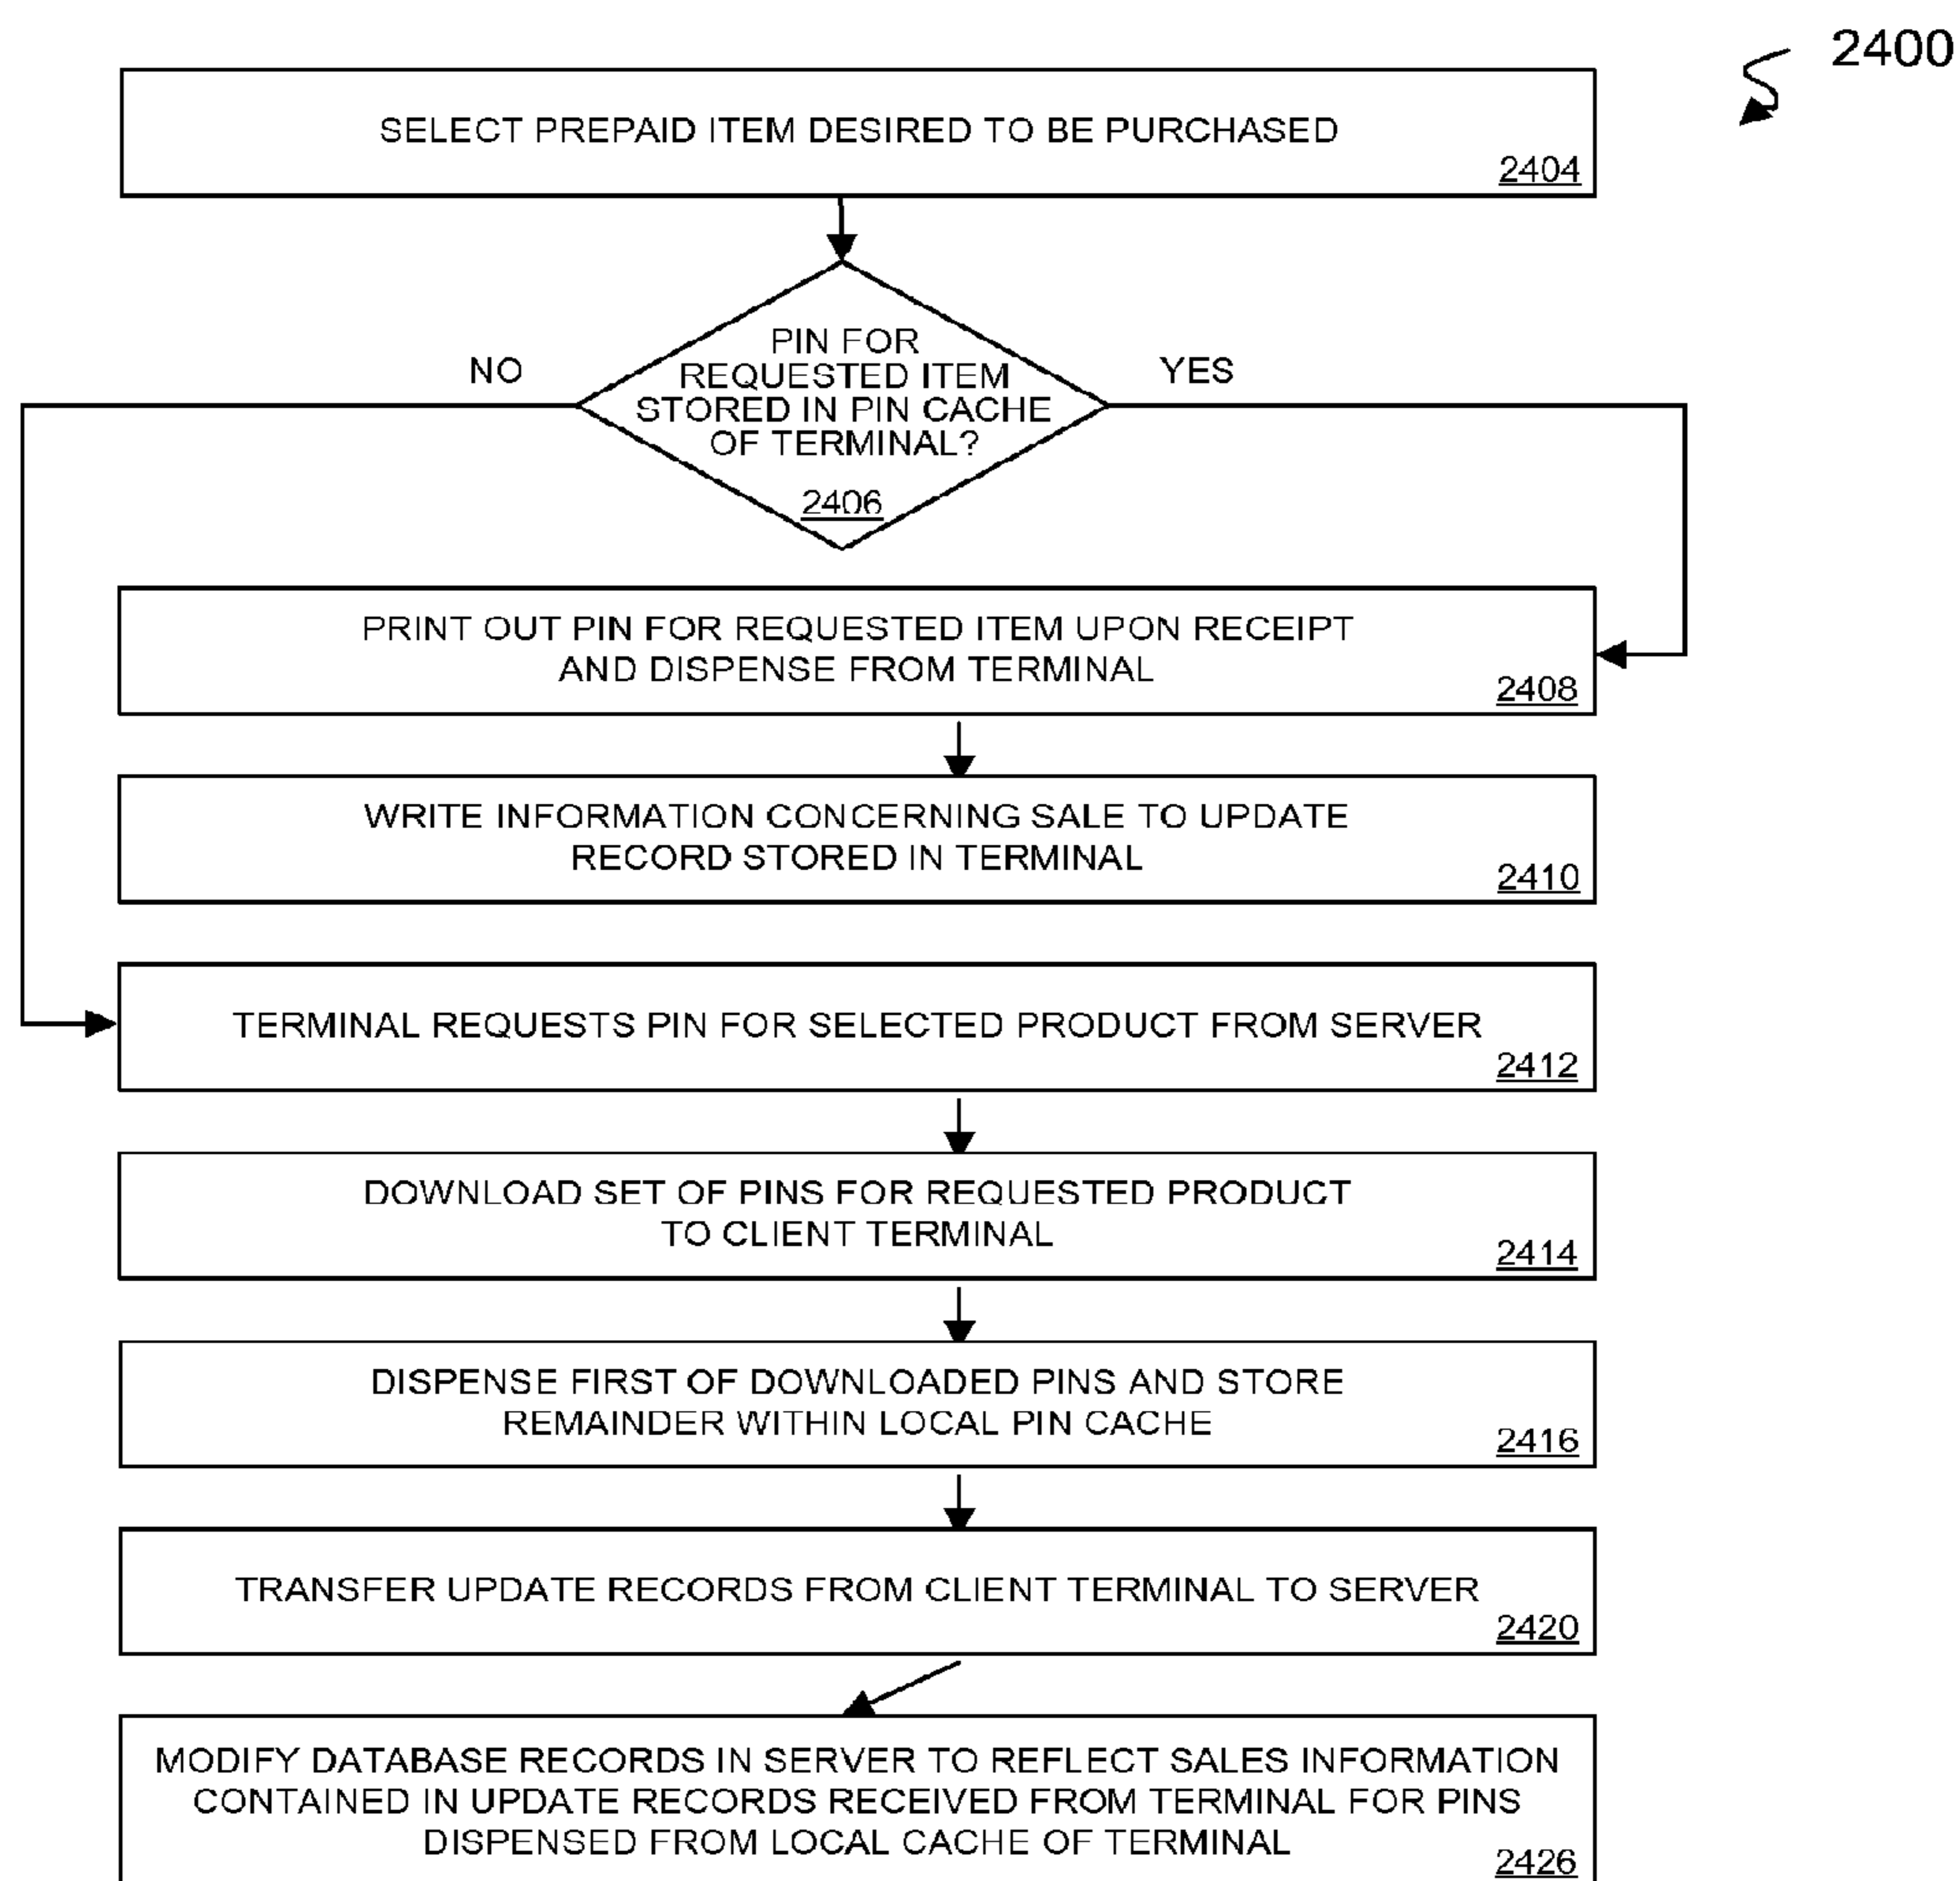 2400
SELECT PREPAID ITEM DESIRED TO BE PURCHASED
2404
PIN FOR
REQUESTED ITEM
STORED IN PIN CACHE
OF TERMINAL?
2406
NO
YES
PRINT OUT PIN FOR REQUESTED ITEM UPON RECEIPT
AND DISPENSE FROM TERMINAL
2408
WRITE INFORMATION CONCERNING SALE TO UPDATE
RECORD STORED IN TERMINAL
2410
TERMINAL REQUESTS PIN FOR SELECTED PRODUCT FROM SERVER
2412
DOWNLOAD SET OF PINS FOR REQUESTED PRODUCT
TO CLIENT TERMINAL
2414
DISPENSE FIRST OF DOWNLOADED PINS AND STORE
REMAINDER WITHIN LOCAL PIN CACHE
2416
TRANSFER UPDATE RECORDS FROM CLIENT TERMINAL TO SERVER
2420
MODIFY DATABASE RECORDS IN SERVER TO REFLECT SALES INFORMATION
CONTAINED IN UPDATE RECORDS RECEIVED FROM TERMINAL FOR PINS
DISPENSED FROM LOCAL CACHE OF TERMINAL
2426